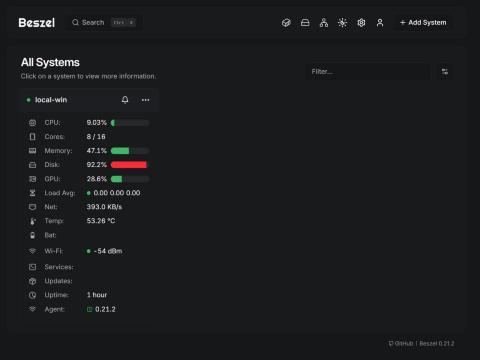 Beszel
Search Ctrl K
+ Add System
All Systems
Click on a system to view more information.
Filter...
local-win
CPU: 9.03%
Cores: 8 / 16
Memory: 47.1%
Disk: 92.2%
GPU: 28.6%
Load Avg: 0.00 0.00 0.00
Net: 393.0 KB/s
Temp: 53.26 °C
Bat:
Wi-Fi: -54 dBm
Services:
Updates:
Uptime: 1 hour
Agent: 0.21.2
GitHub | Beszel 0.21.2